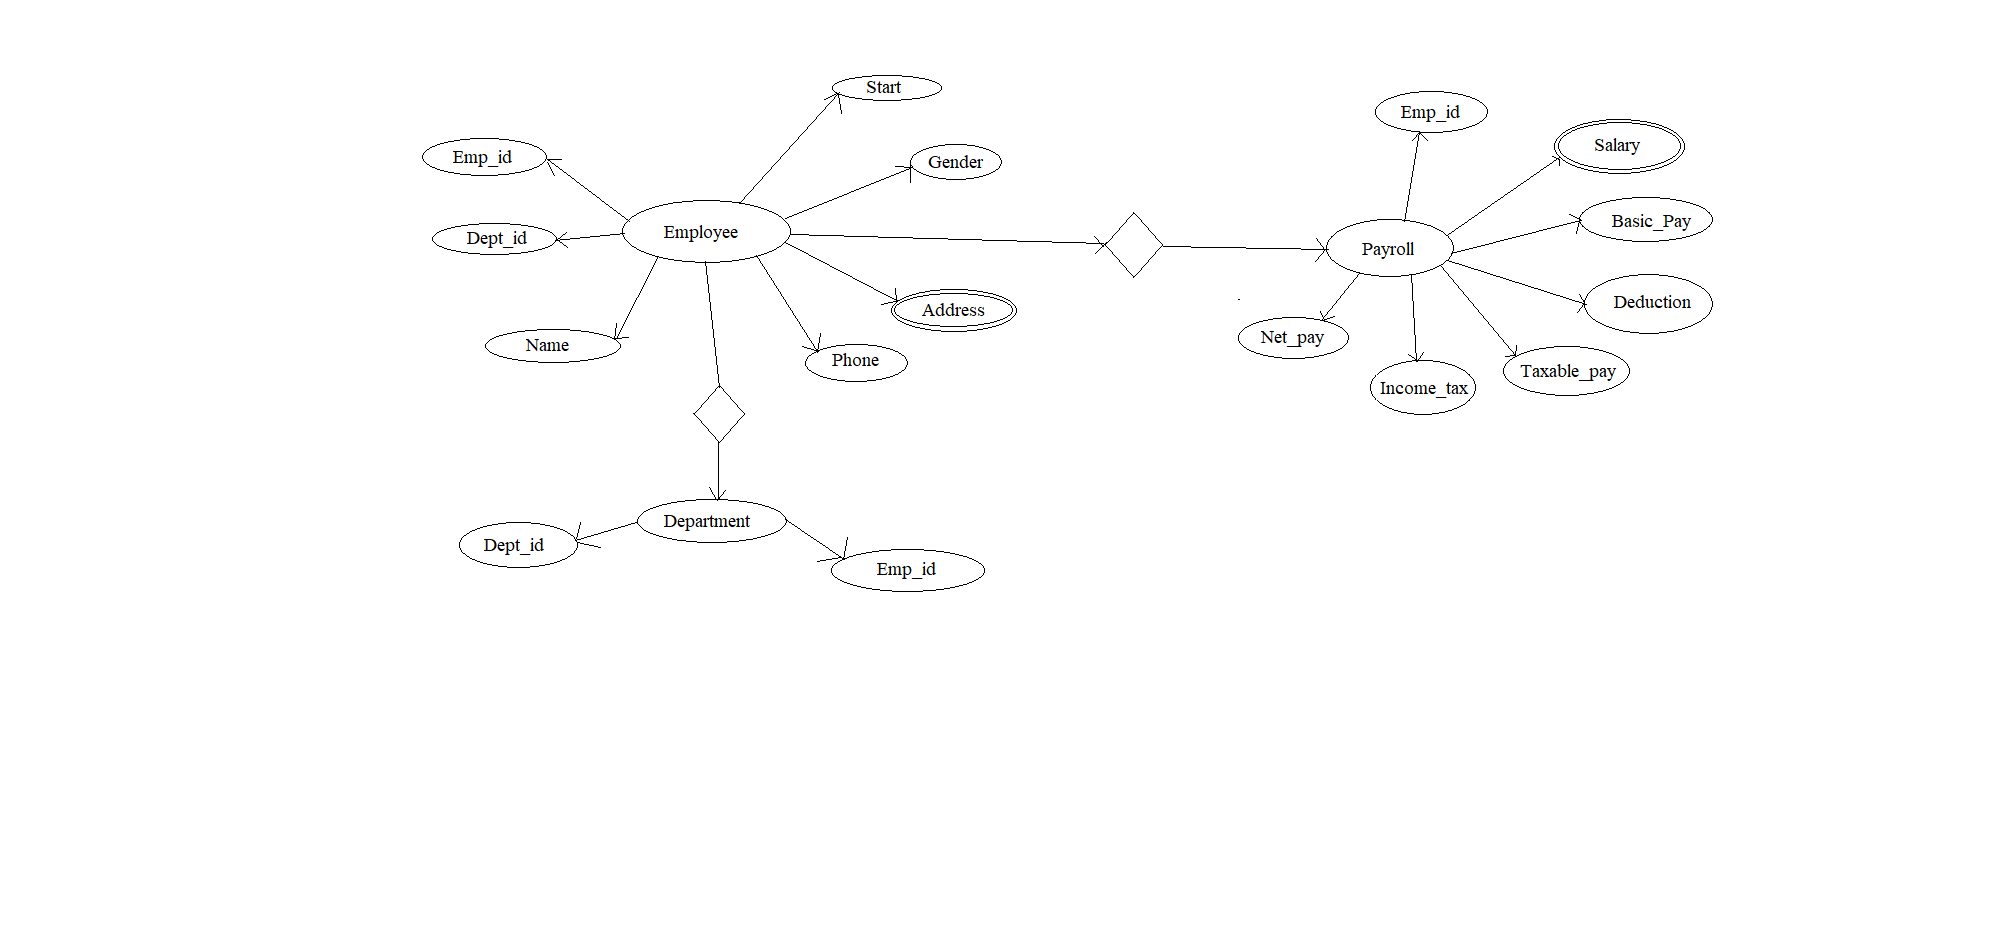 Start
Emp_id
Salary
Emp_id
Gender
Basic_Pay
Dept_id
Employee
Payroll
Address
Deduction
Name
Phone
Net_pay
Taxable_pay
Income_tax
Department
Dept_id
Emp_id